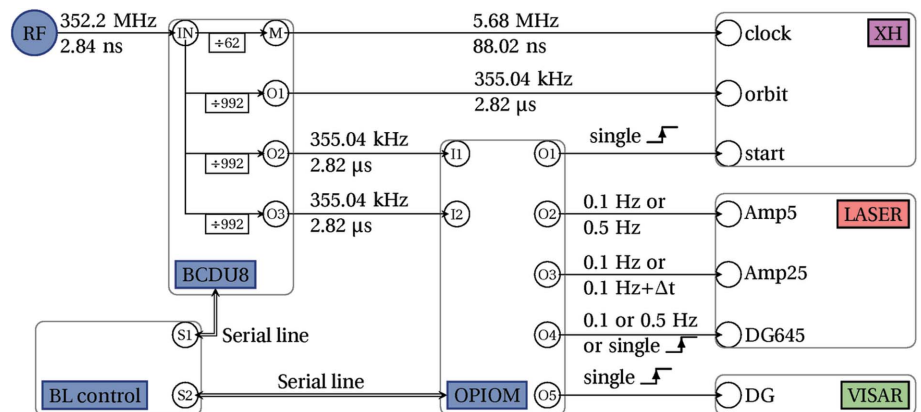 RF
352.2 MHz
2.84 ns
IN
÷62
M
5.68 MHz
88.02 ns
clock
XH
÷992
O1
355.04 kHz
2.82 μs
orbit
÷992
O2
355.04 kHz
2.82 μs
I1
O1
single
start
÷992
O3
355.04 kHz
2.82 μs
I2
O2
0.1 Hz or
0.5 Hz
Amp5
LASER
BCDU8
O3
0.1 Hz or
0.1 Hz+Δt
Amp25
S1
Serial line
O4
0.1 or 0.5 Hz
or single
DG645
BL control
S2
Serial line
OPIOM
O5
single
DG
VISAR